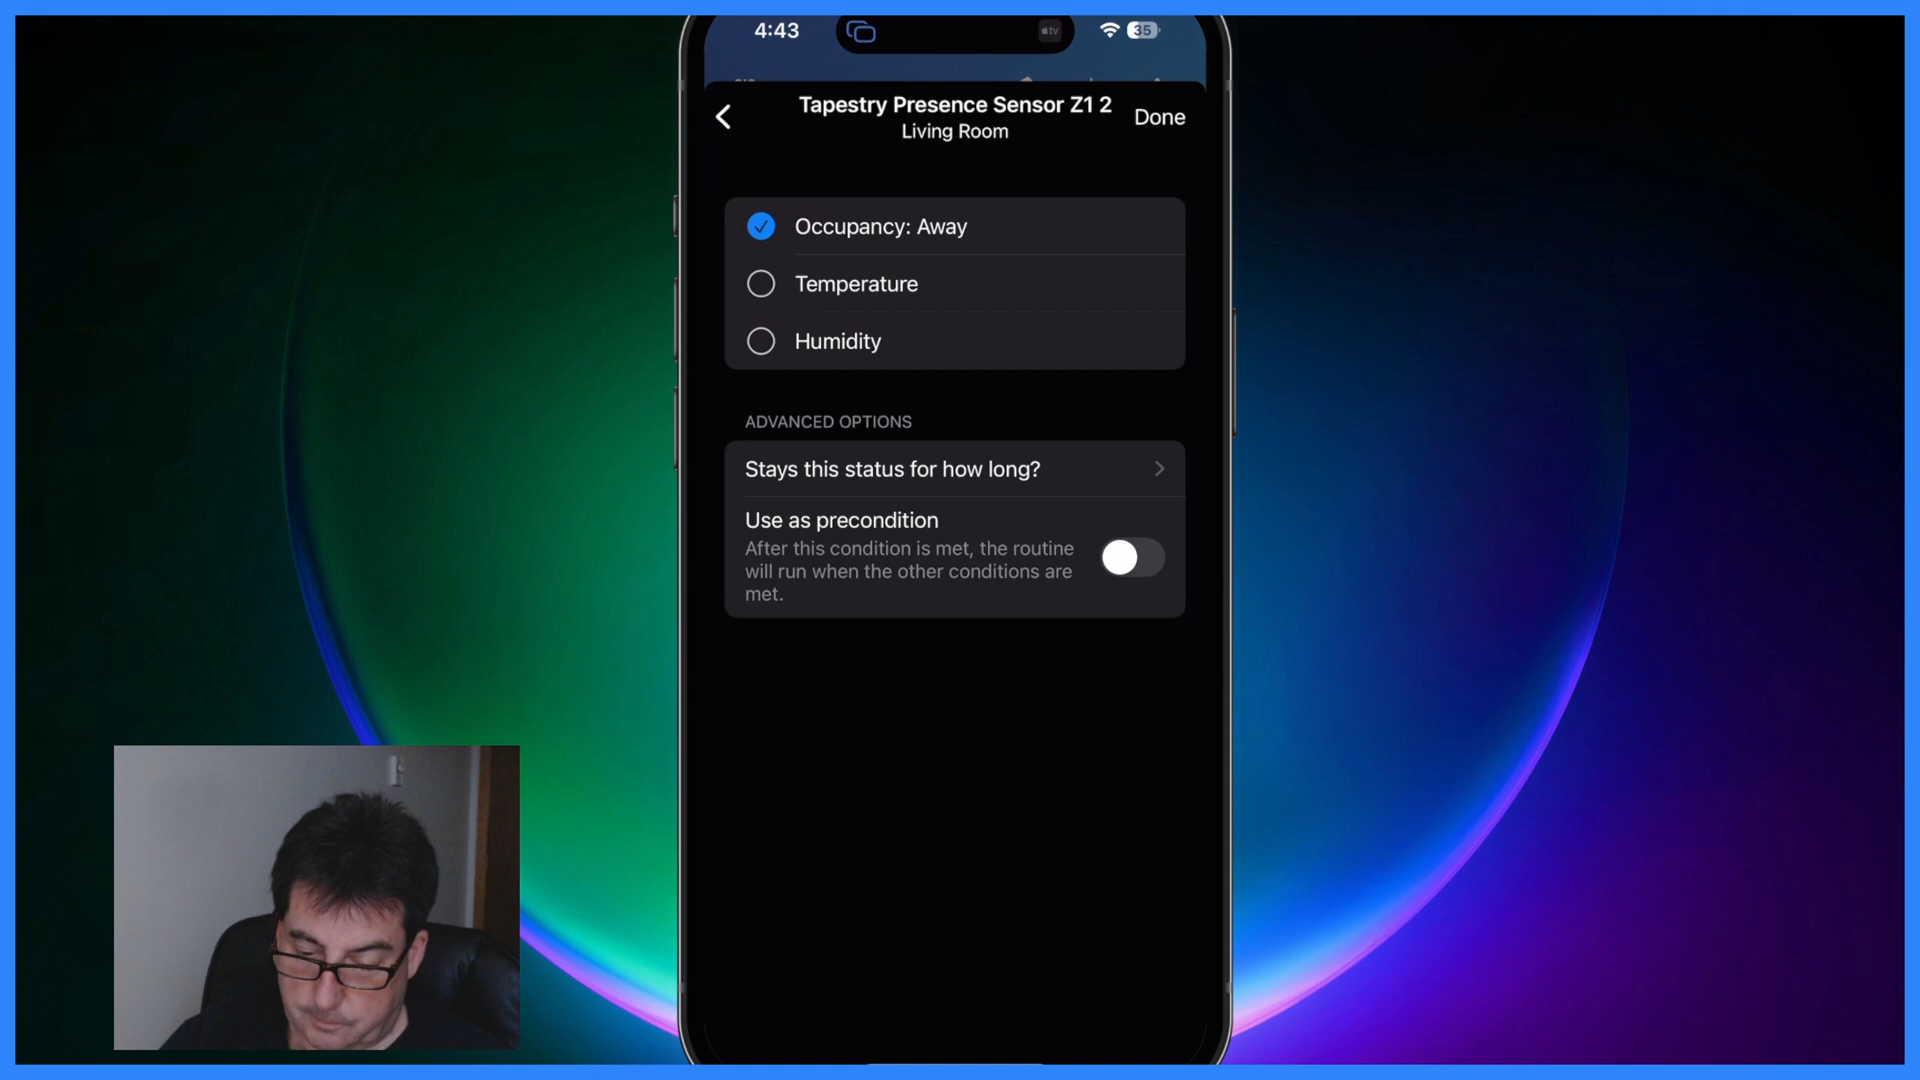 4:43
tv
35
Tapestry Presence Sensor Z1 2
Living Room
Done
Occupancy: Away
Temperature
Humidity
ADVANCED OPTIONS
Stays this status for how long?
Use as precondition
After this condition is met, the routine
will run when the other conditions are
met.